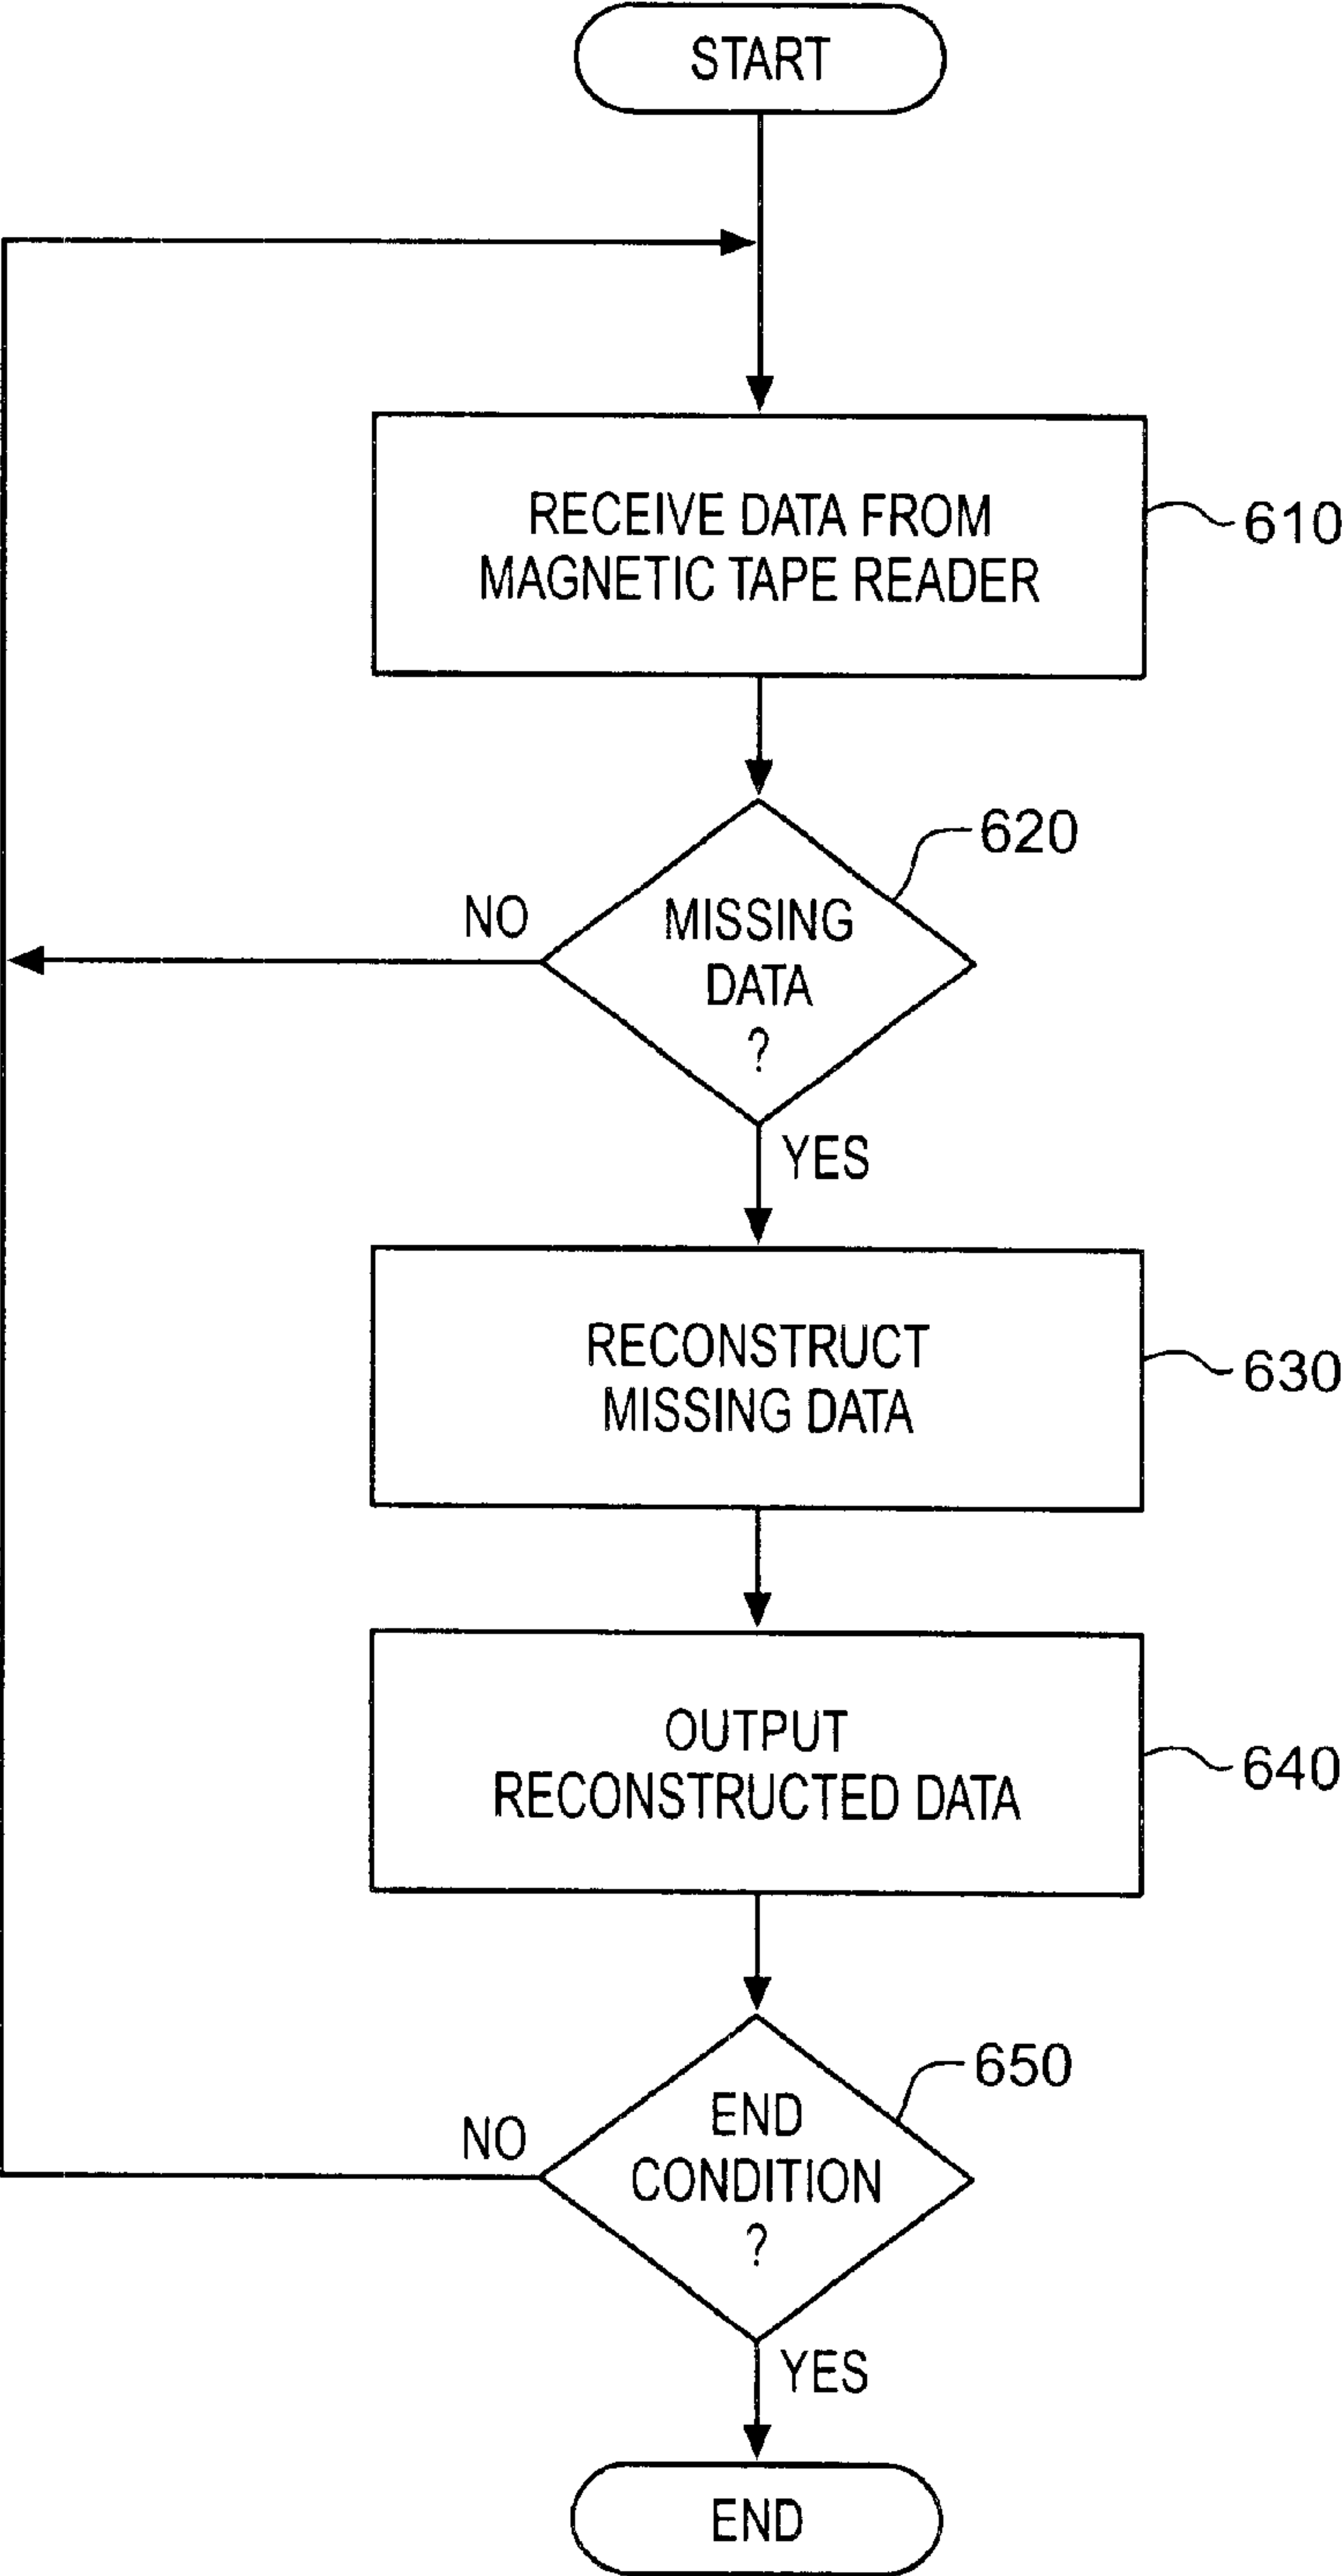 START
RECEIVE DATA FROM
MAGNETIC TAPE READER
610
620
MISSING
DATA
?
NO
YES
RECONSTRUCT
MISSING DATA
630
OUTPUT
RECONSTRUCTED DATA
640
650
END
CONDITION
?
NO
YES
END